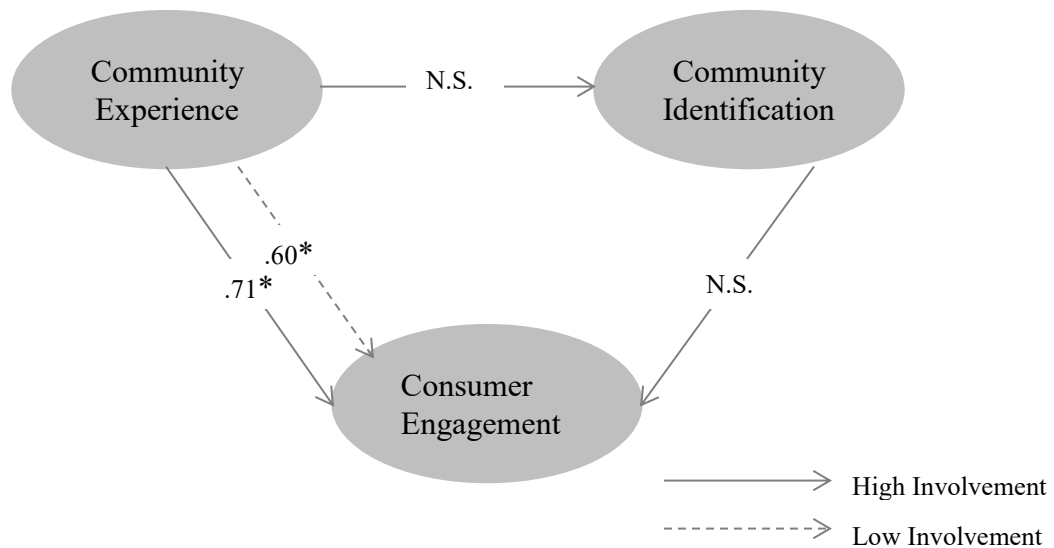 Community
Experience
N.S.
Community
Identification
.60*
.71*
N.S.
Consumer
Engagement
High Involvement
Low Involvement